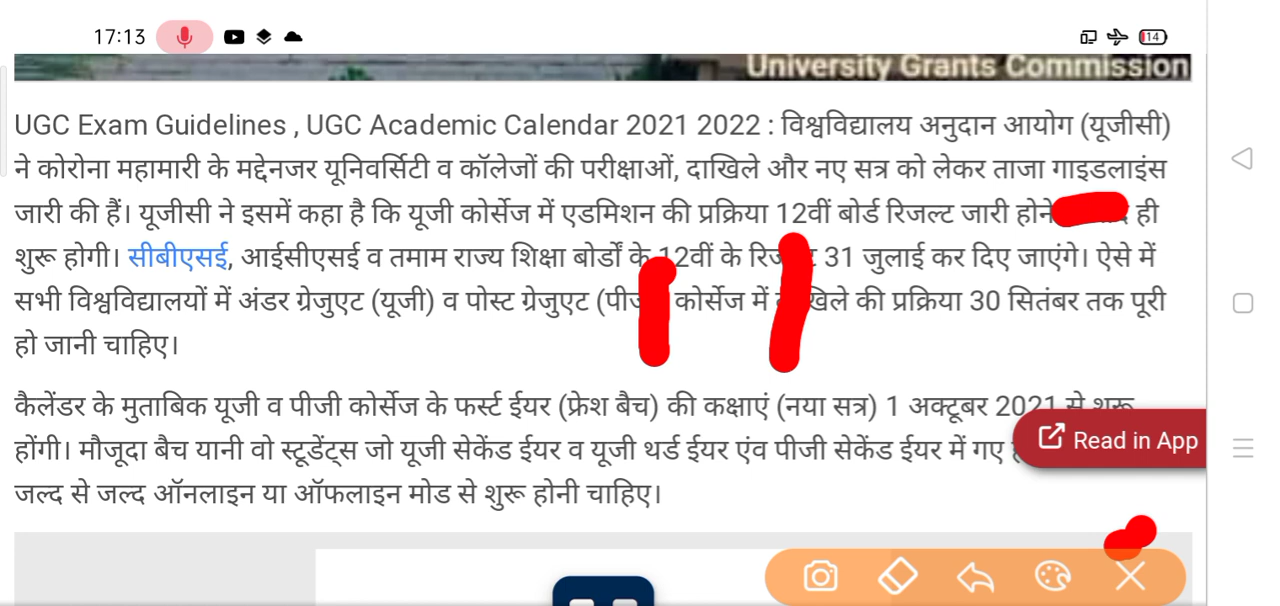 17:13
14
University Grants Commission
UGC Exam Guidelines , UGC Academic Calendar 2021 2022 : विश्वविद्यालय अनुदान आयोग (यूजीसी)
ने कोरोना महामारी के मद्देनजर यूनिवर्सिटी व कॉलेजों की परीक्षाओं, दाखिले और नए सत्र को लेकर ताजा गाइडलाइंस
जारी की हैं। यूजीसी ने इसमें कहा है कि यूजी कोर्सेज में एडमिशन की प्रक्रिया 12वीं बोर्ड रिजल्ट जारी होने ही
शुरू होगी। सीबीएसई, आईसीएसई व तमाम राज्य शिक्षा बोर्डों के 12वीं के 31 जुलाई कर दिए जाएंगे। ऐसे में
सभी विश्वविद्यालयों में अंडर ग्रेजुएट (यूजी) व पोस्ट ग्रेजुएट कोर्सेज में की प्रक्रिया 30 सितंबर तक पूरी
हो जानी चाहिए।
कैलेंडर के मुताबिक यूजी व पीजी कोर्सेज के फर्स्ट ईयर (फ्रेश बैच) की कक्षाएं (नया सत्र) 1 अक्टूबर 2021 से शुरू
होंगी। मौजूदा बैच यानी वो स्टूडेंट्स जो यूजी सेकेंड ईयर व यूजी थर्ड ईयर एंव पीजी सेकेंड ईयर में गए
Read in App
जल्द से जल्द ऑनलाइन या ऑफलाइन मोड से शुरू होनी चाहिए।